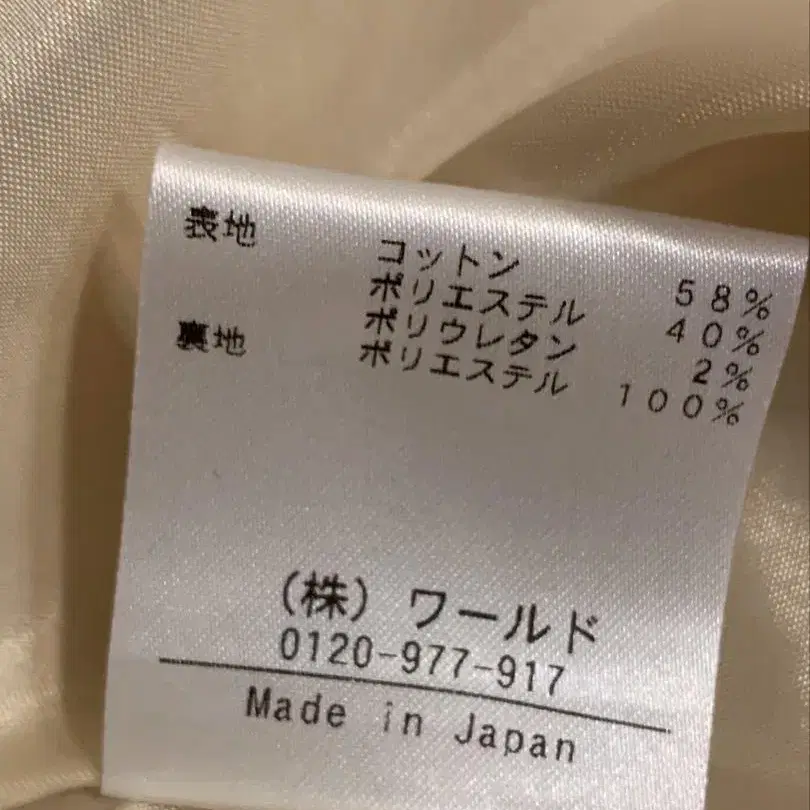 表地 コットン 58%
ポリエステル 40%
ポリウレタン 2%
裏地 ポリエステル 100%
(株) ワールド
0120-977-917
Made in Japan